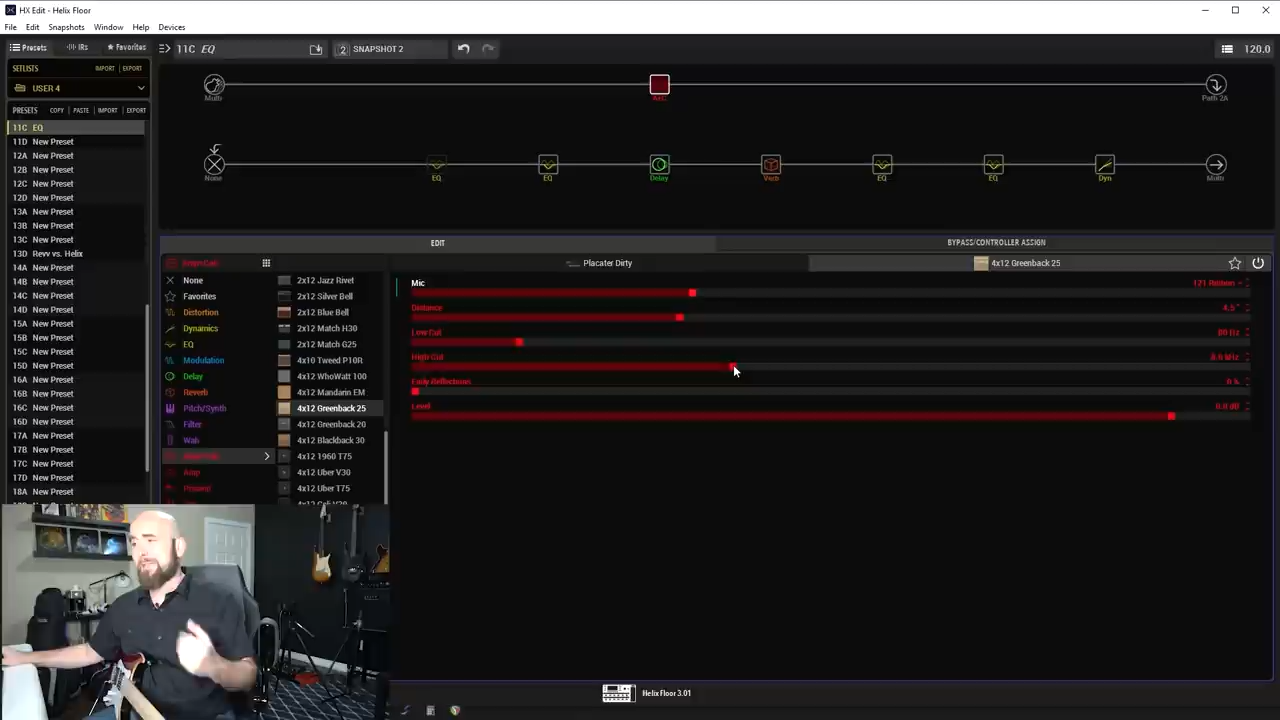 HX Edit - Helix Floor
File Edit Snapshots Window Help Devices
Presets IRs Favorites
11C EQ
2 SNAPSHOT 2
120.0
SETLISTS IMPORT EXPORT
USER 4
PRESETS COPY PASTE IMPORT EXPORT
11C EQ
11D New Preset
12A New Preset
12B New Preset
12C New Preset
12D New Preset
13A New Preset
13B New Preset
13C New Preset
13D Revv vs. Helix
14A New Preset
14B New Preset
14C New Preset
14D New Preset
15A New Preset
15B New Preset
15C New Preset
15D New Preset
16A New Preset
16B New Preset
16C New Preset
16D New Preset
17A New Preset
17B New Preset
17C New Preset
17D New Preset
18A New Preset
Multi
Path 2A
None
EQ
EQ
Delay
Verb
EQ
EQ
Dyn
Multi
EDIT
BYPASS/CONTROLLER ASSIGN
Placater Dirty
4x12 Greenback 25
None
Favorites
Distortion
Dynamics
EQ
Modulation
Delay
Reverb
Pitch/Synth
Filter
Wah
Amp
Preamp
2x12 Jazz Rivet
2x12 Silver Bell
2x12 Blue Bell
2x12 Match H30
2x12 Match G25
4x10 Tweed P10R
4x12 WhoWatt 100
4x12 Mandarin EM
4x12 Greenback 25
4x12 Greenback 20
4x12 Blackback 30
4x12 1960 T75
4x12 Uber V30
4x12 Uber T75
Mic
121 Ribbon
Distance
4.5"
Low Cut
80 Hz
High Cut
kHz
Early Reflections
0 %
Level
0.0 dB
Helix Floor 3.01